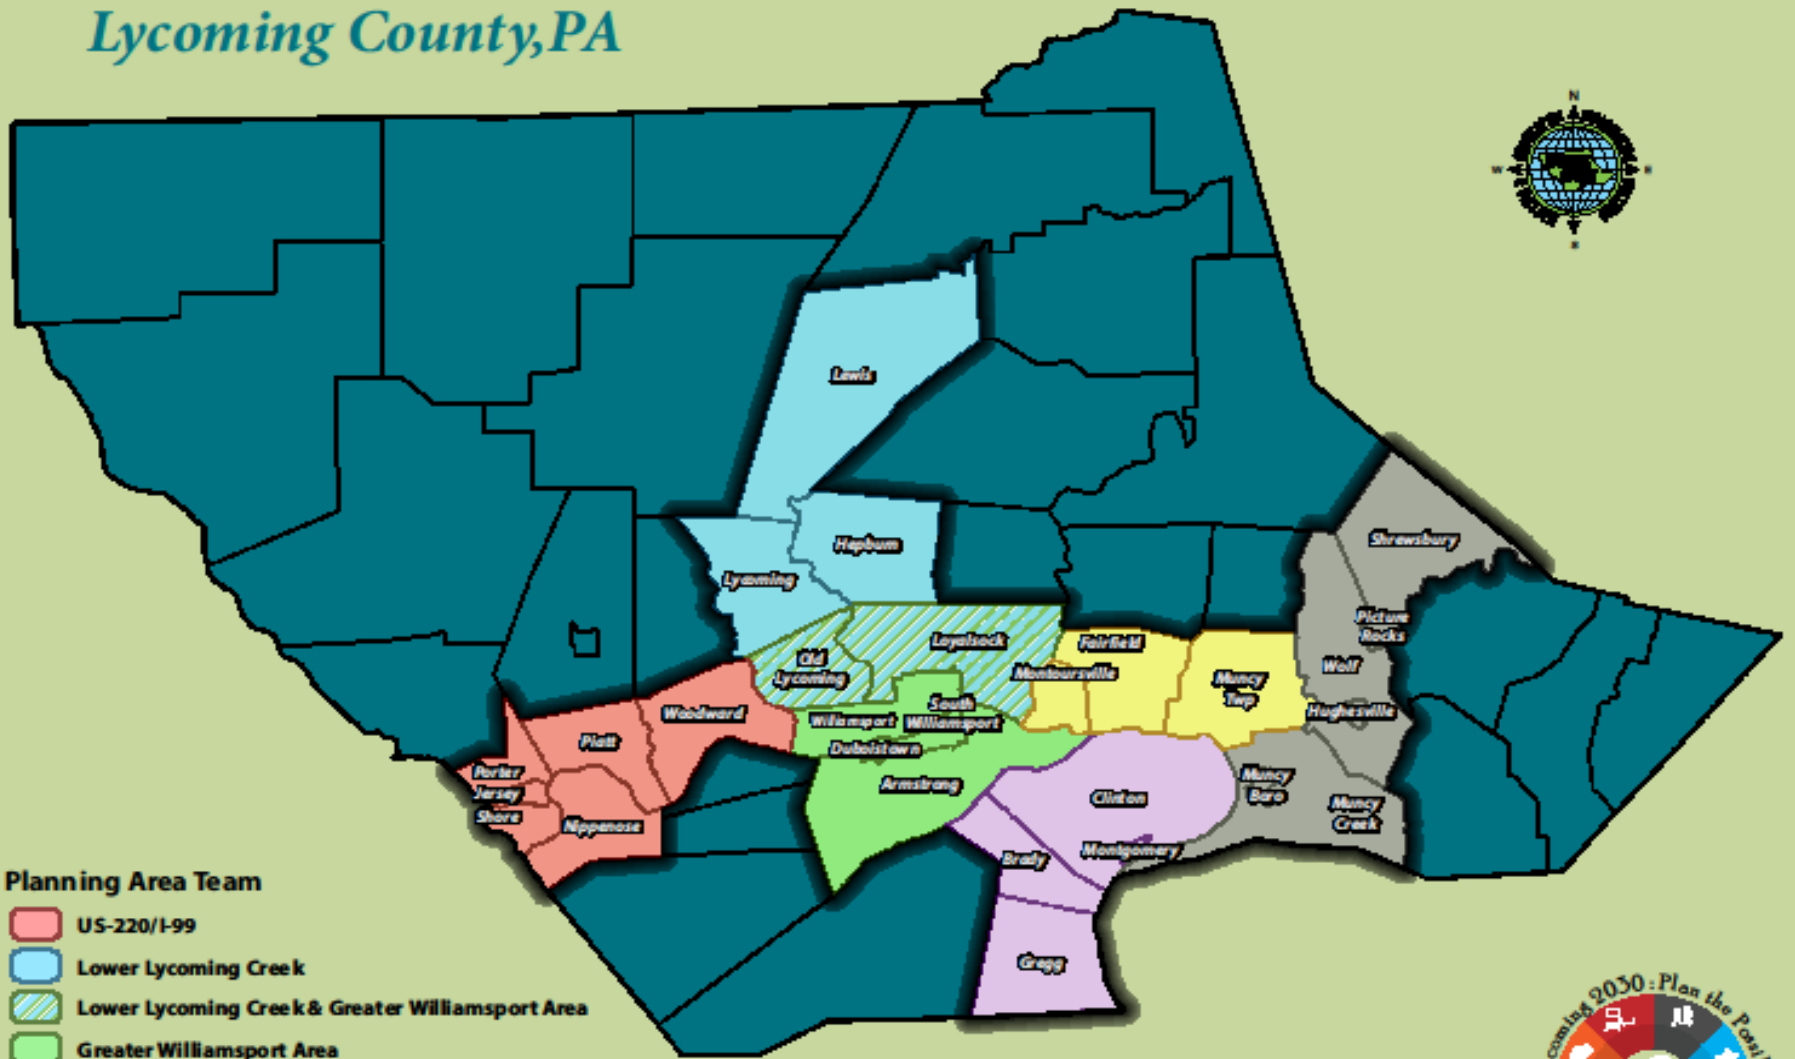 Lycoming County,PA
N
W
E
S
Lewis
Hepburn
Lycoming
Shrewsbury
Picture
Rocks
Wolf
Hughesville
Loyalsock
Old
Lycoming
Fairfield
Montoursville
Muncy
Twp
Woodward
Piatt
Porter
Jersey
Shore
Nippenose
Williamsport
South
Williamsport
Duboistown
Armstrong
Clinton
Muncy
Boro
Muncy
Creek
Brady
Montgomery
Gregg
Planning Area Team
US-220/I-99
Lower Lycoming Creek
Lower Lycoming Creek & Greater Williamsport Area
Greater Williamsport Area
coming 2030: Plan the Possi